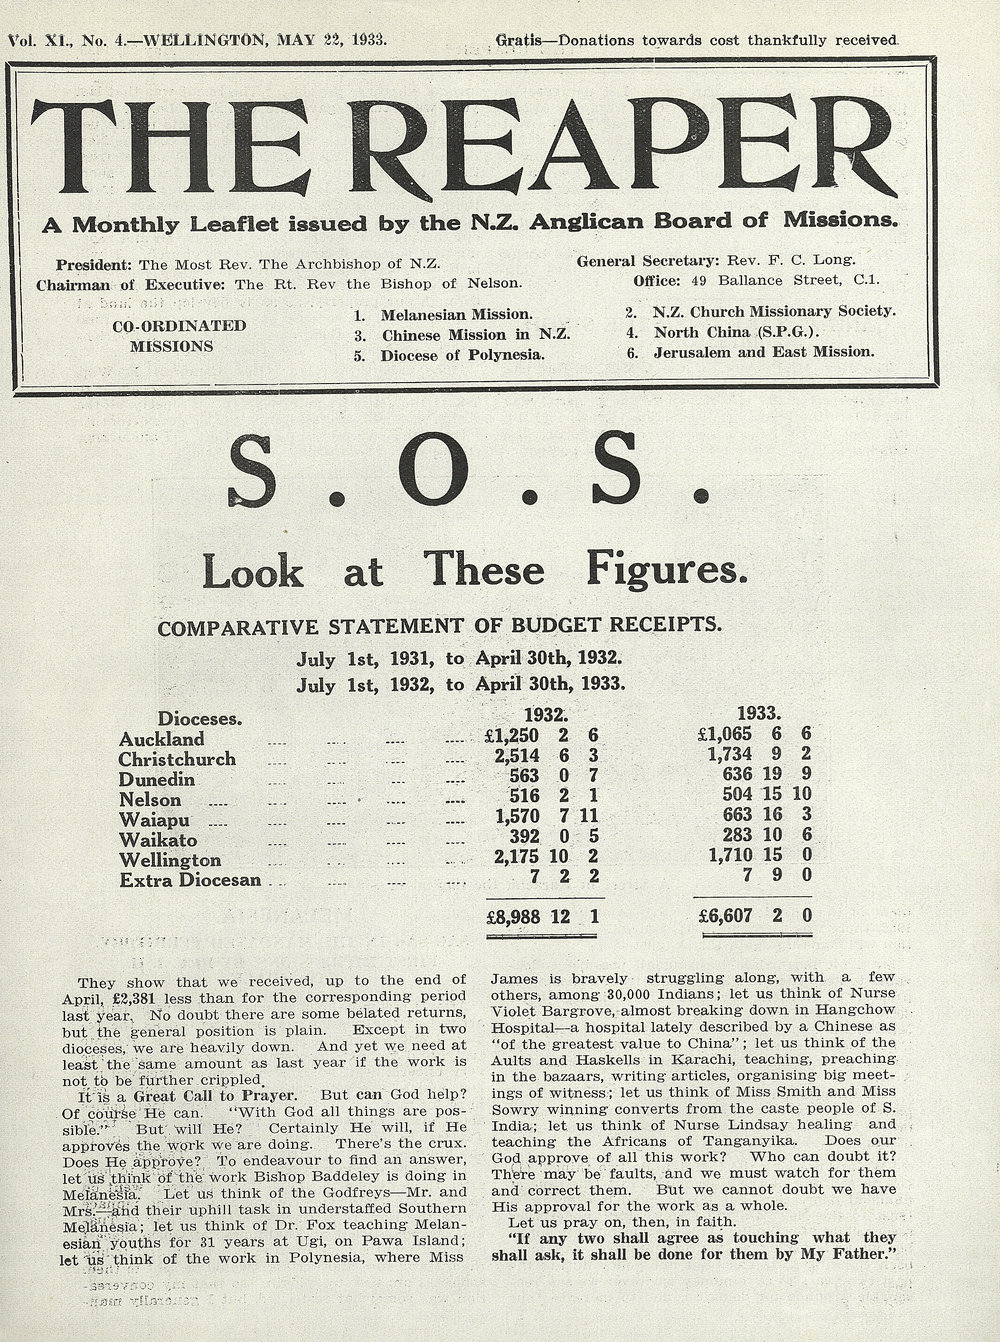 Vol. XI., No. 4.—WELLINGTON, MAY 22, 1933. Gratis—Donations towards cost thankfully received.
THE REAPER
A Monthly Leaflet issued by the N.Z. Anglican Board of Missions.
President: The Most Rev. The Archbishop of N.Z. General Secretary: Rev. F. C. Long.
Chairman of Executive: The Rt. Rev the Bishop of Nelson. Office: 49 Ballance Street, C.1.
CO-ORDINATED
MISSIONS
1. Melanesian Mission. 2. N.Z. Church Missionary Society.
3. Chinese Mission in N.Z. 4. North China (S.P.G.).
5. Diocese of Polynesia. 6. Jerusalem and East Mission.
S. O. S.
Look at These Figures.
COMPARATIVE STATEMENT OF BUDGET RECEIPTS.
July 1st, 1931, to April 30th, 1932.
July 1st, 1932, to April 30th, 1933.
Dioceses. 1932. 1933.
Auckland .... .... .... .... £1,250 2 6 £1,065 6 6
Christchurch .... .... .... .... 2,514 6 3 1,734 9 2
Dunedin .... .... .... .... 563 0 7 636 19 9
Nelson .... .... .... .... .... 516 2 1 504 15 10
Waiapu .... .... .... .... .... 1,570 7 11 663 16 3
Waikato .... .... .... .... 392 0 5 283 10 6
Wellington .... .... .... .... 2,175 10 2 1,710 15 0
Extra Diocesan .... .... .... .... 7 2 2 7 9 0
£8,988 12 1 £6,607 2 0
They show that we received, up to the end of
April, £2,381 less than for the corresponding period
last year. No doubt there are some belated returns,
but the general position is plain. Except in two
dioceses, we are heavily down. And yet we need at
least the same amount as last year if the work is
not to be further crippled.
It is a Great Call to Prayer. But can God help?
Of course He can. "With God all things are pos-
sible." But will He? Certainly He will, if He
approves the work we are doing. There's the crux.
Does He approve? To endeavour to find an answer,
let us think of the work Bishop Baddeley is doing in
Melanesia. Let us think of the Godfreys—Mr. and
Mrs.—and their uphill task in understaffed Southern
Melanesia; let us think of Dr. Fox teaching Melan-
esian youths for 31 years at Ugi, on Pawa Island;
let us think of the work in Polynesia, where Miss
James is bravely struggling along, with a few
others, among 30,000 Indians; let us think of Nurse
Violet Bargrove, almost breaking down in Hangchow
Hospital—a hospital lately described by a Chinese as
"of the greatest value to China"; let us think of the
Aults and Haskells in Karachi, teaching, preaching
in the bazaars, writing articles, organising big meet-
ings of witness; let us think of Miss Smith and Miss
Sowry winning converts from the caste people of S.
India; let us think of Nurse Lindsay healing and
teaching the Africans of Tanganyika. Does our
God approve of all this work? Who can doubt it?
There may be faults, and we must watch for them
and correct them. But we cannot doubt we have
His approval for the work as a whole.
Let us pray on, then, in faith.
"If any two shall agree as touching what they
shall ask, it shall be done for them by My Father."